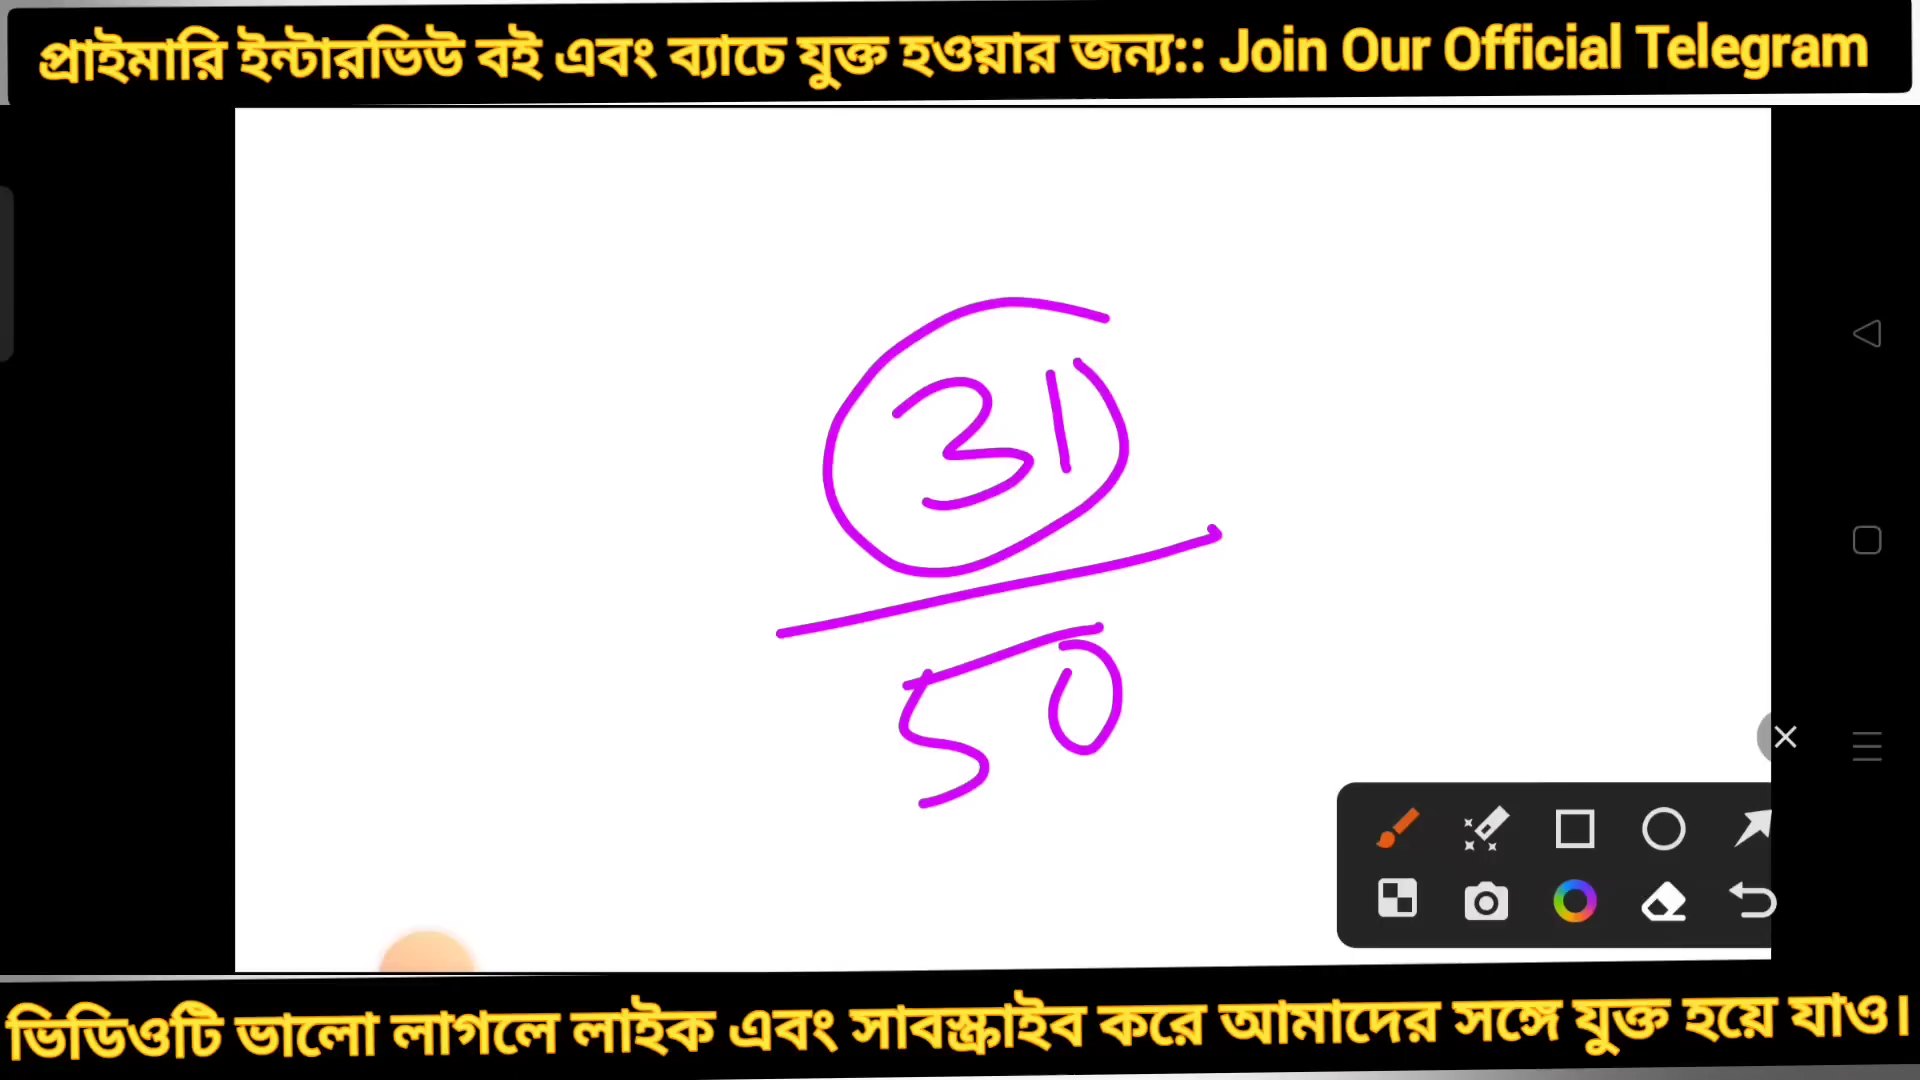 প্রাইমারি ইন্টারভিউ বই এবং ব্যাচে যুক্ত হওয়ার জন্য:: Join Our Official Telegram
31
50
ভিডিওটি ভালো লাগলে লাইক এবং সাবস্ক্রাইব করে আমাদের সঙ্গে যুক্ত হয়ে যাও।